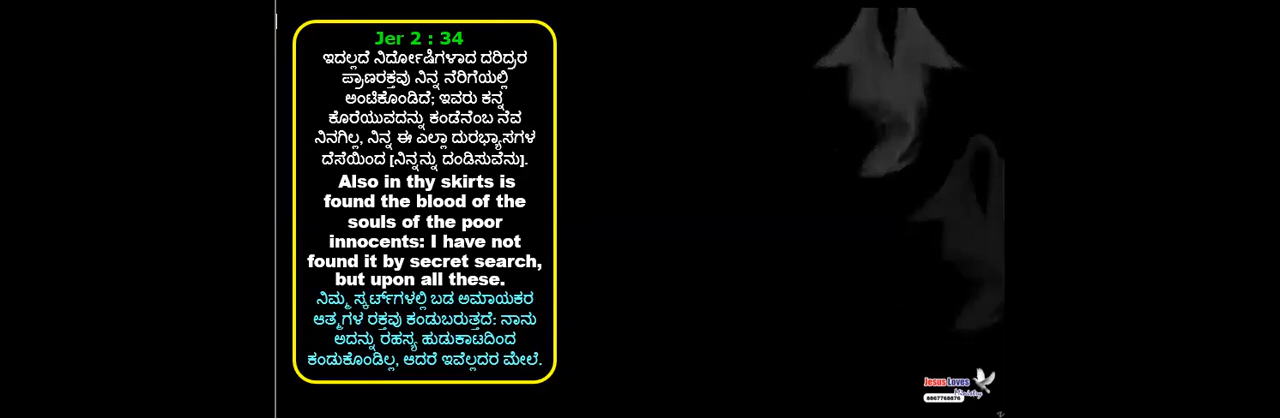 Jer 2 : 34
ಇದಲ್ಲದೆ ನಿರ್ದೋಷಿಗಳಾದ ದರಿದ್ರರ
ಪ್ರಾಣರಕ್ತವು ನಿನ್ನ ನೆರಿಗೆಯಲ್ಲಿ
ಅಂಟಿಕೊಂಡಿದೆ; ಇವರು ಕನ್ನ
ಕೊರೆಯುವದನ್ನು ಕಂಡೆನೆಂಬ ನೆವ
ನಿನಗಿಲ್ಲ, ನಿನ್ನ ಈ ಎಲ್ಲಾ ದುರಭ್ಯಾಸಗಳ
ದೆಸೆಯಿಂದ [ನಿನ್ನನ್ನು ದಂಡಿಸುವೆನು].
Also in thy skirts is
found the blood of the
souls of the poor
innocents: I have not
found it by secret search,
but upon all these.
ನಿಮ್ಮ ಸ್ಕರ್ಟ್‌ಗಳಲ್ಲಿ ಬಡ ಅಮಾಯಕರ
ಆತ್ಮಗಳ ರಕ್ತವು ಕಂಡುಬರುತ್ತದೆ: ನಾನು
ಅದನ್ನು ರಹಸ್ಯ ಹುಡುಕಾಟದಿಂದ
ಕಂಡುಕೊಂಡಿಲ್ಲ, ಆದರೆ ಇವೆಲ್ಲದರ ಮೇಲೆ.
Jesus Loves
Ministry
8867768876